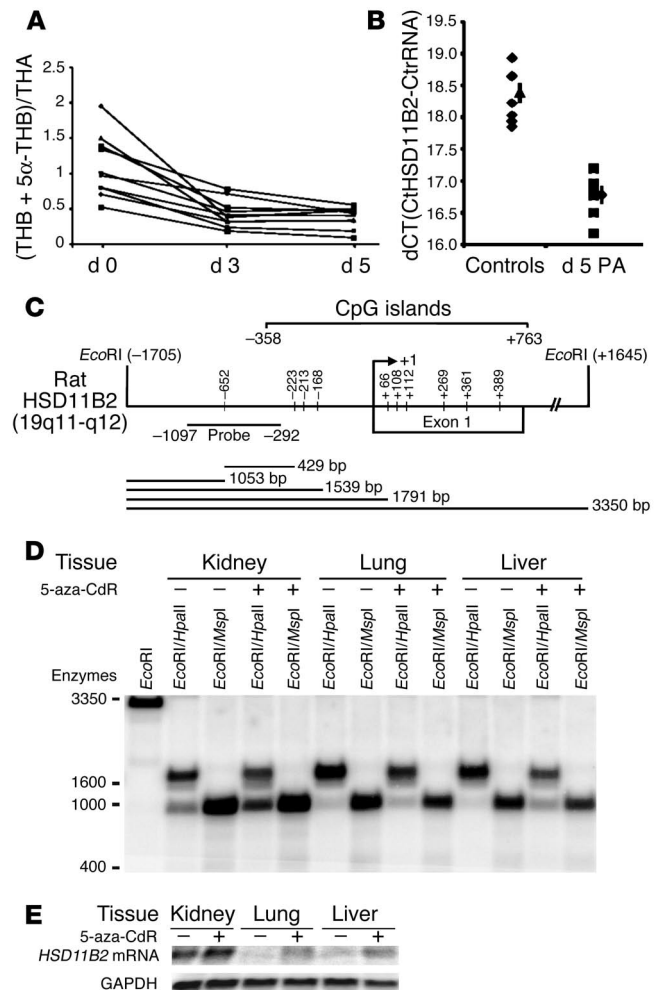 A
(THB + 5α-THB)/THA
2.5
2
1.5
1
0.5
0
d 0 d 3 d 5
B
dCT(CtHSD11B2-CtrRNA)
19.5
19.0
18.5
18.0
17.5
17.0
16.5
16.0
Controls d 5 PA
C
CpG islands
–358 +763
EcoRI (–1705) EcoRI (+1645)
Rat
HSD11B2
(19q11-q12)
–652
–223
–213
–168
+1
+ 66
+108
+112
+269
+361
+389
–1097 Probe –292
Exon 1
429 bp
1053 bp
1539 bp
1791 bp
3350 bp
D
Tissue Kidney Lung Liver
5-aza-CdR – – + + – – + + – – + +
Enzymes EcoRI EcoRI/HpaII EcoRI/MspI EcoRI/HpaII EcoRI/MspI EcoRI/HpaII EcoRI/MspI EcoRI/HpaII EcoRI/MspI EcoRI/HpaII EcoRI/MspI EcoRI/HpaII EcoRI/MspI
3350
1600
1000
400
E
Tissue Kidney Lung Liver
5-aza-CdR – + – + – +
HSD11B2 mRNA
GAPDH